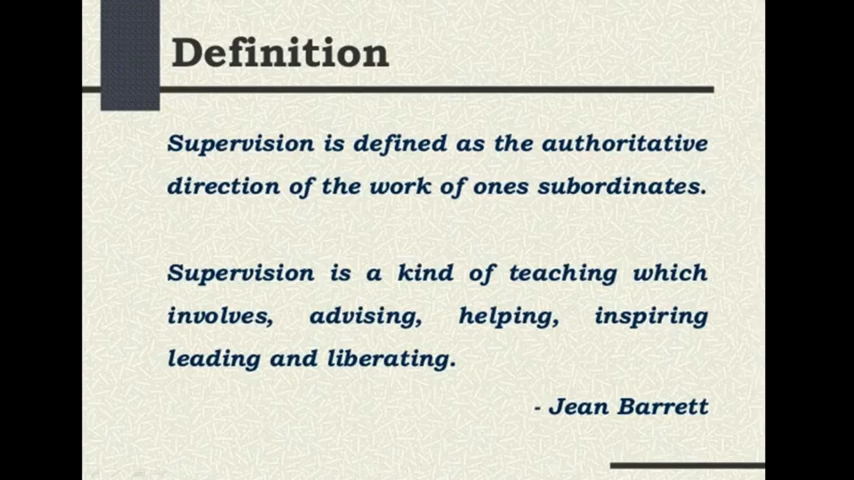 Definition
Supervision is defined as the authoritative
direction of the work of ones subordinates.
Supervision is a kind of teaching which
involves, advising, helping, inspiring
leading and liberating.
- Jean Barrett